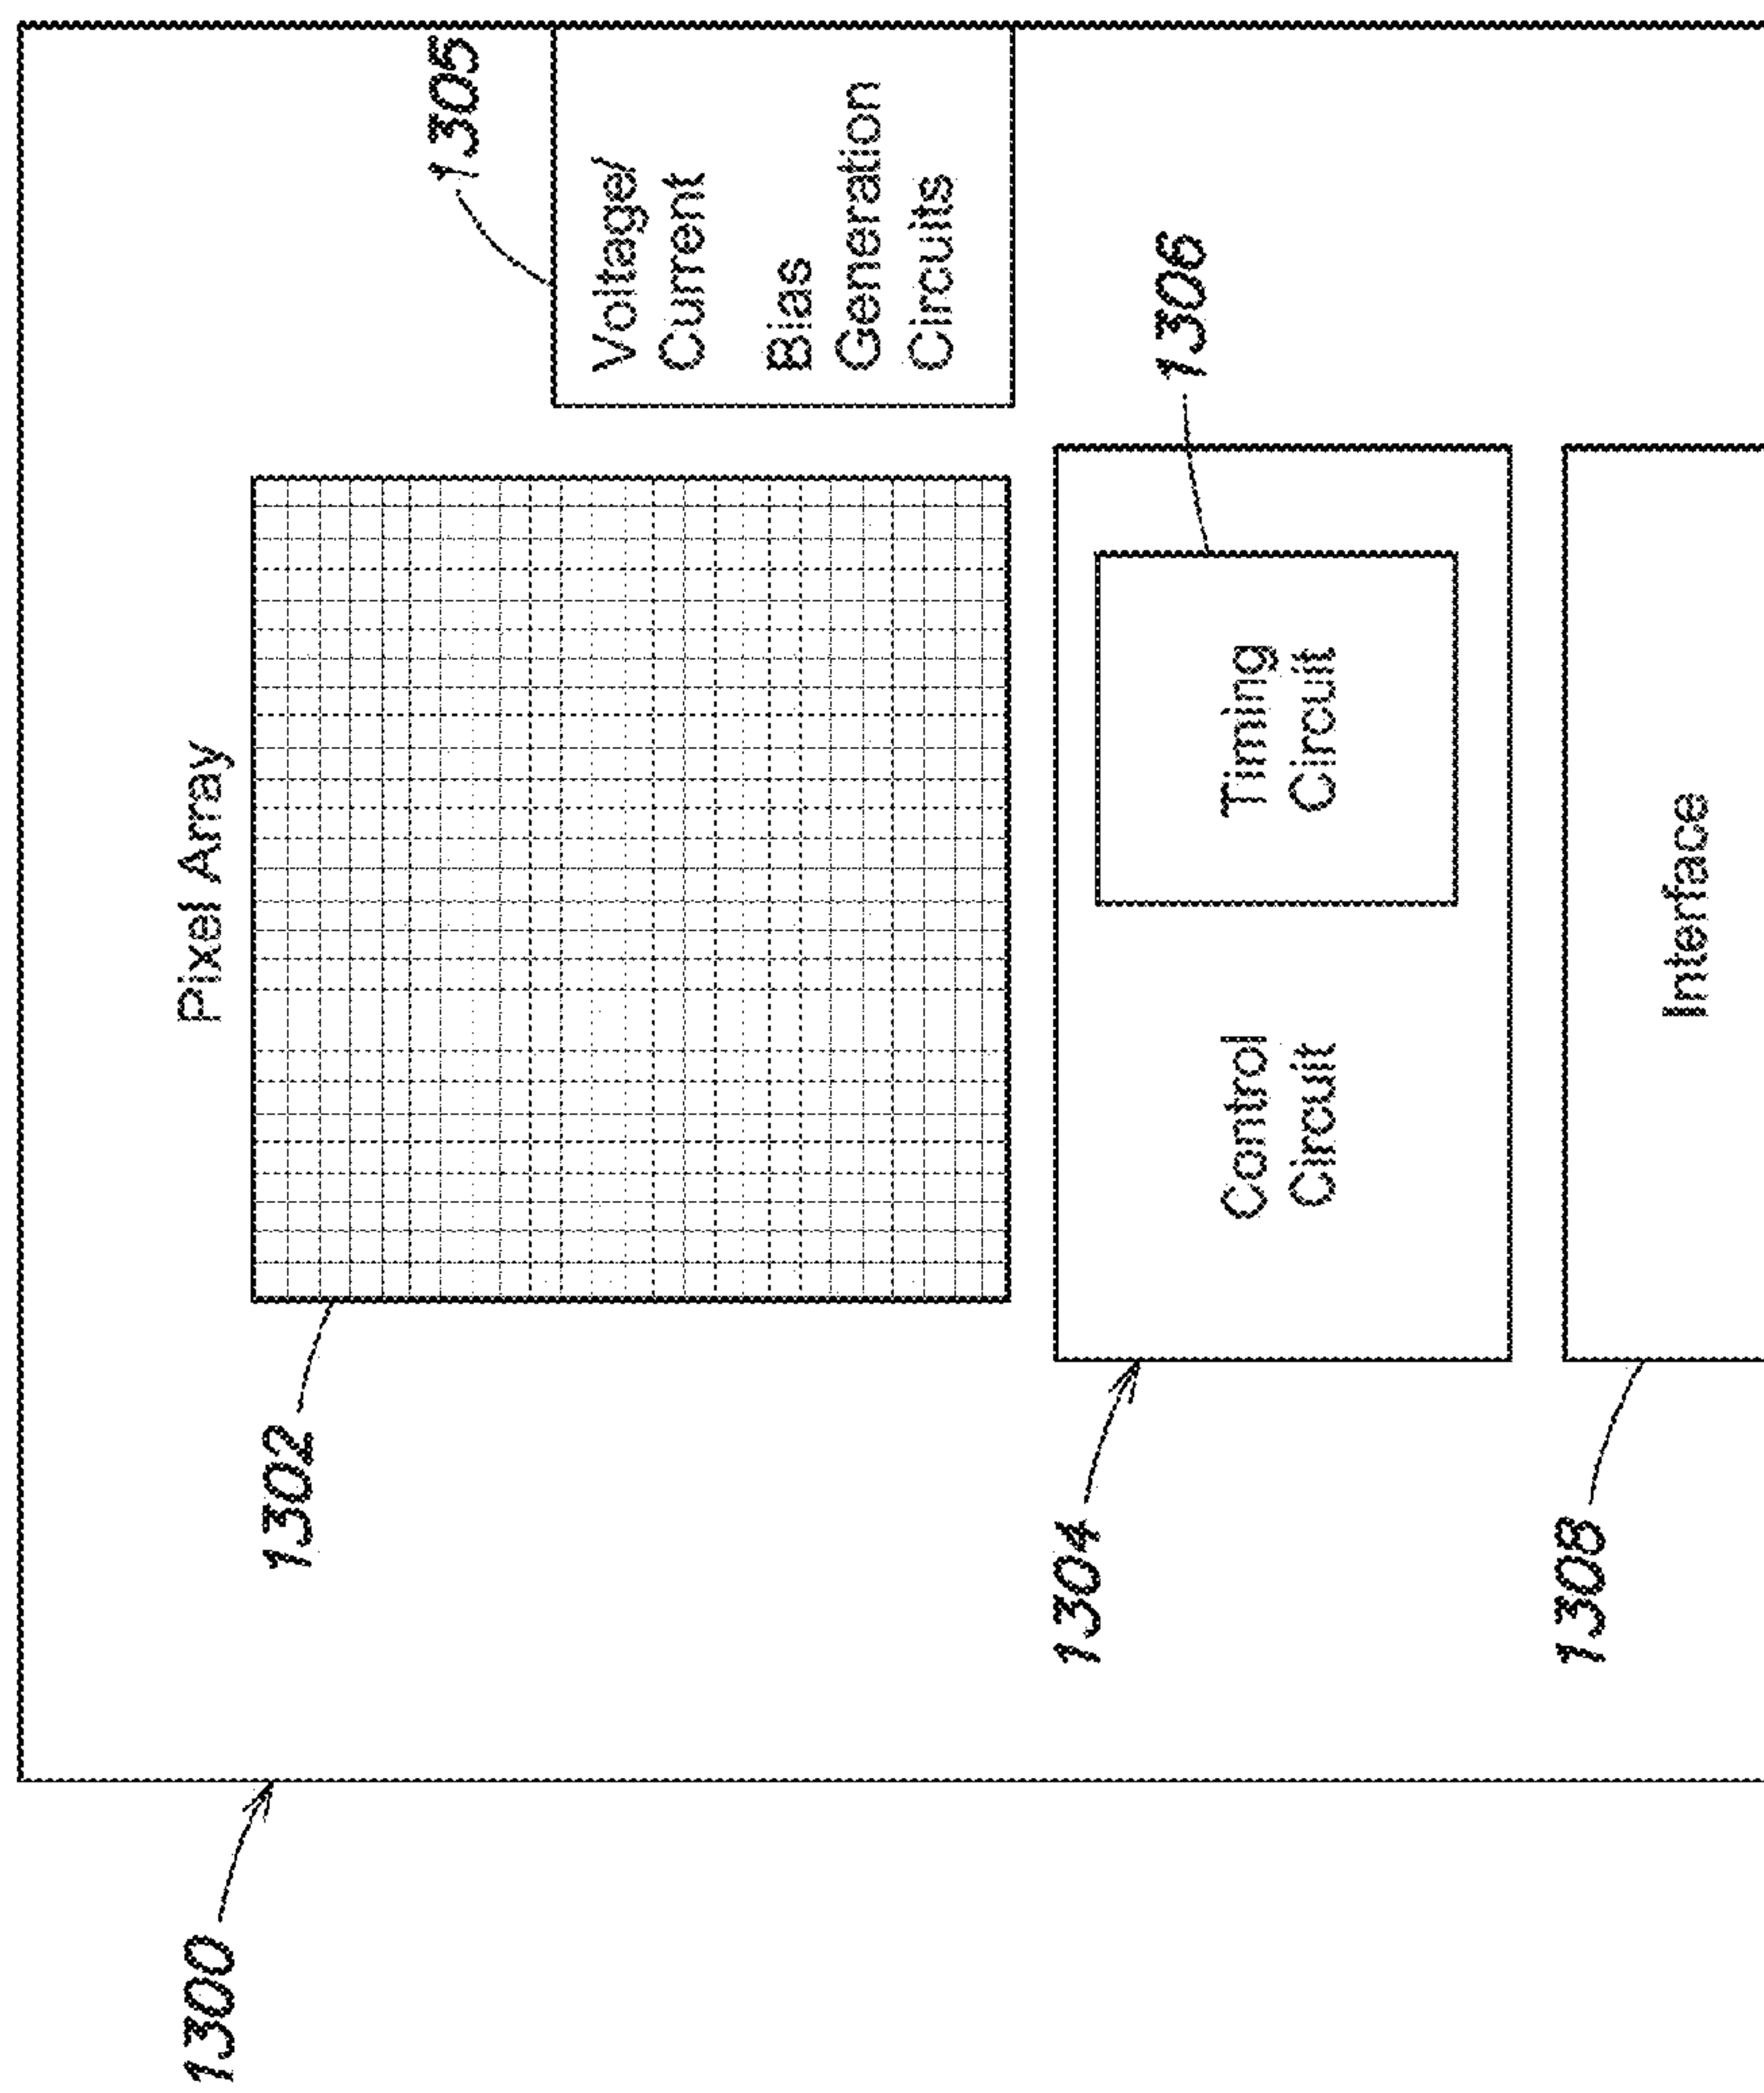 1300
1302
Pixel Array
1305
Voltage/
Current
Bias
Generation
Circuits
1304
Control
Circuit
1306
Timing
Circuit
1308
Interface